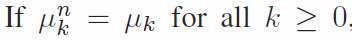 If $\mu_k^n = \mu_k$ for all $k \geq 0$,